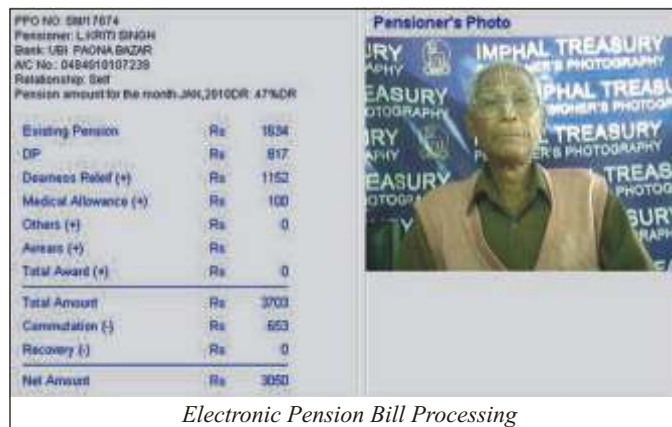 PPO NO: SM/17674
Pensioner: L.KIRITI SINGH
Bank: UBI PAONA BAZAR
A/C No.: 0484010107239
Relationship: Self
Pension amount for the month JAN,2010DR 47%DR
Existing Pension Rs 1634
DP Rs 817
Dearness Relief (+) Rs 1152
Medical Allowance (+) Rs 100
Others (+) Rs 0
Arrears (+) Rs
Total Award (+) Rs 0
Total Amount Rs 3703
Commutation (-) Rs 653
Recovery (-) Rs 0
Net Amount Rs 3050
Pensioner's Photo
IMPHAL TREASURY
Electronic Pension Bill Processing